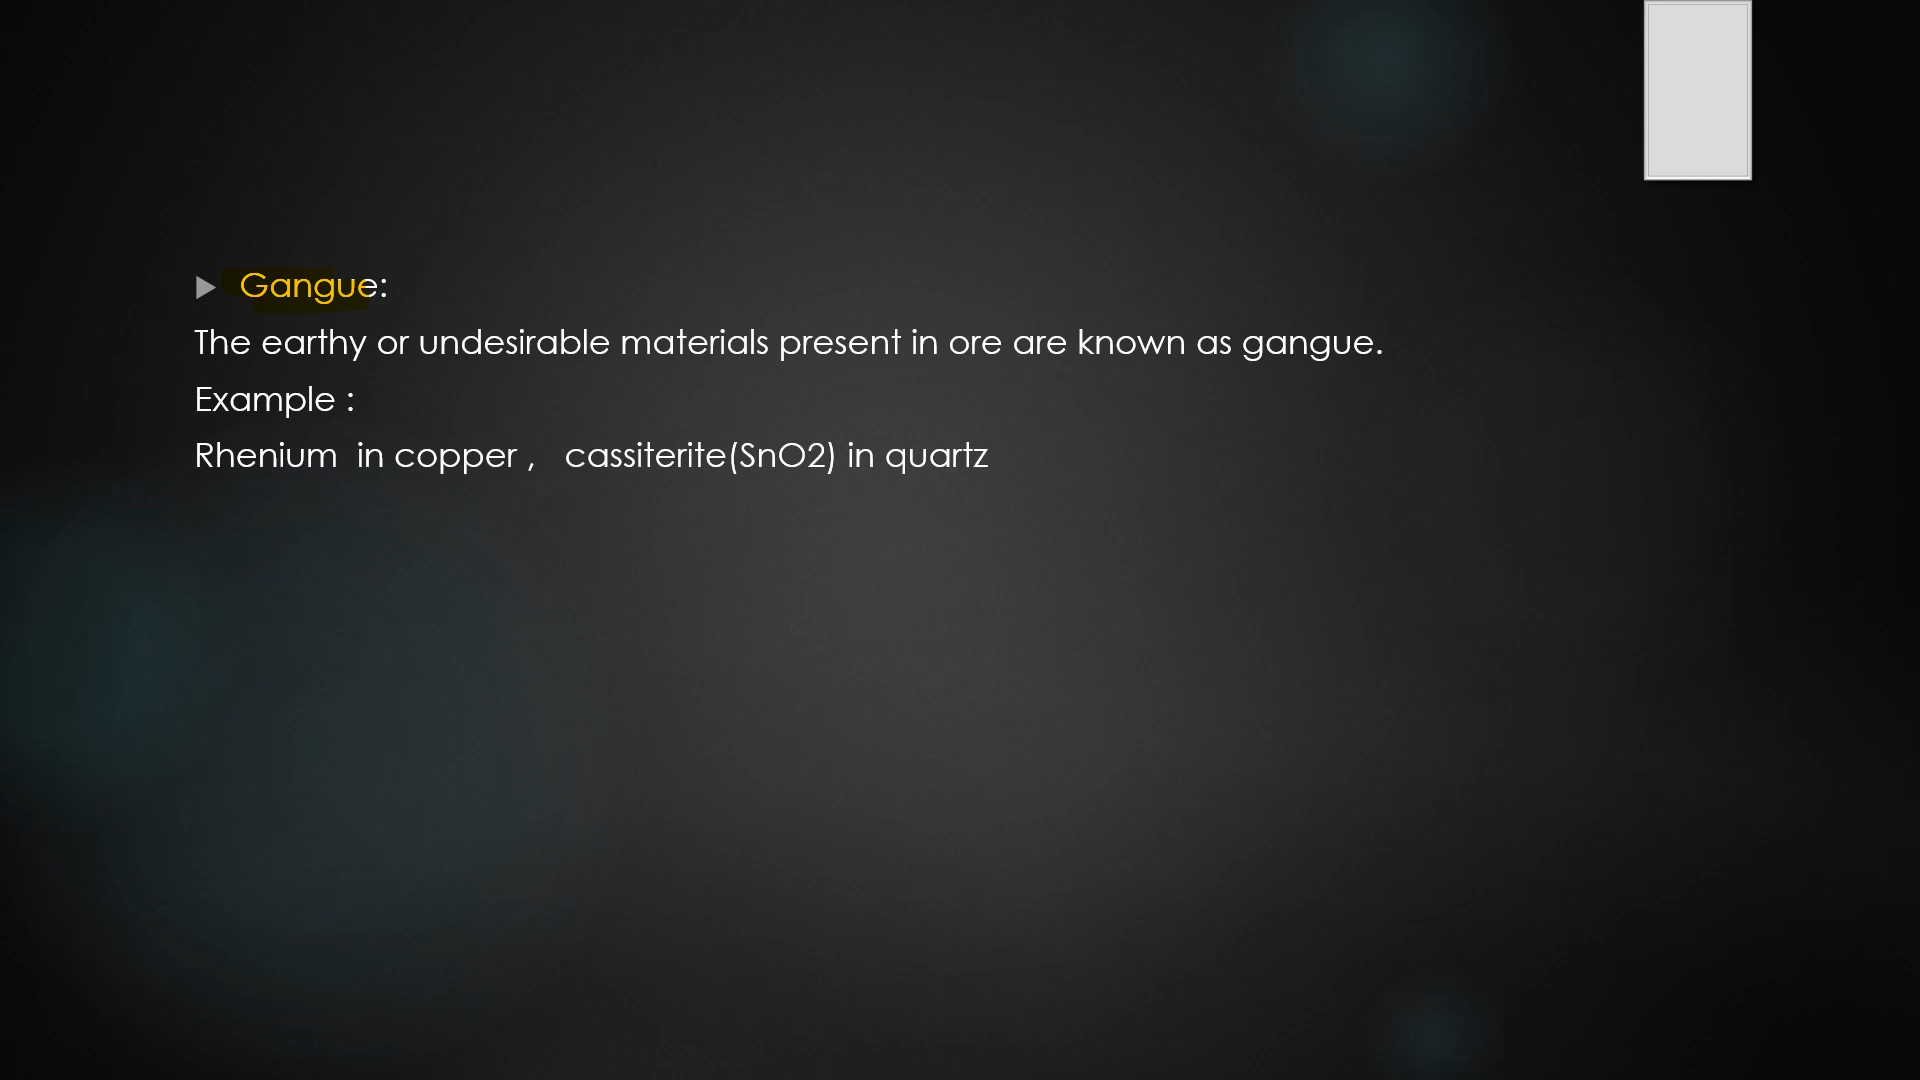 Gangue:
The earthy or undesirable materials present in ore are known as gangue.
Example :
Rhenium  in copper ,   cassiterite(SnO2) in quartz